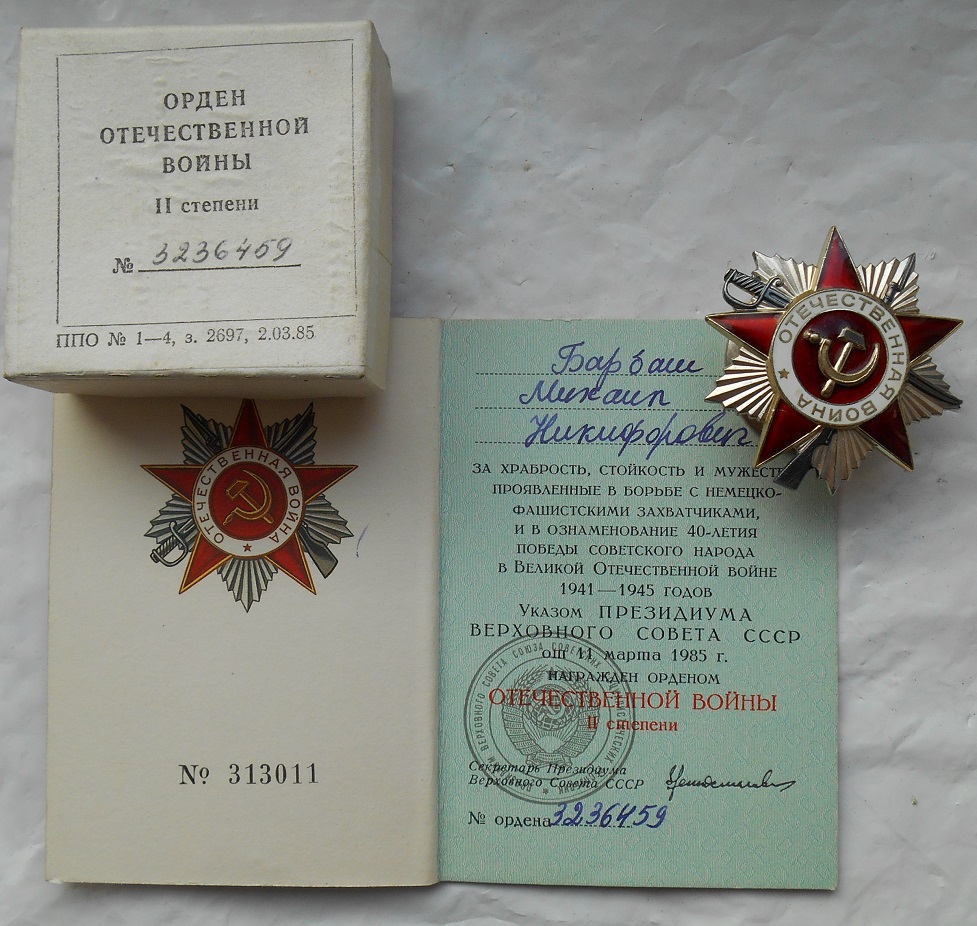 ОРДЕН
ОТЕЧЕСТВЕННОЙ
ВОЙНЫ
II степени
№ 3236459
ППО № 1—4, з. 2697, 2.03.85
ОТЕЧЕСТВЕННАЯ ВОЙНА
ОТЕЧЕСТВЕННАЯ ВОЙНА
№ 313011
Барбаш
Михаил
Никифорович
ЗА ХРАБРОСТЬ, СТОЙКОСТЬ И МУЖЕСТ
ПРОЯВЛЕННЫЕ В БОРЬБЕ С НЕМЕЦКО-
ФАШИСТСКИМИ ЗАХВАТЧИКАМИ,
И В ОЗНАМЕНОВАНИЕ 40-ЛЕТИЯ
ПОБЕДЫ СОВЕТСКОГО НАРОДА
В ВЕЛИКОЙ ОТЕЧЕСТВЕННОЙ ВОЙНЕ
1941—1945 ГОДОВ
УКАЗОМ ПРЕЗИДИУМА
ВЕРХОВНОГО СОВЕТА СССР
от 11 марта 1985 г.
НАГРАЖДЕН ОРДЕНОМ
ОТЕЧЕСТВЕННОЙ ВОЙНЫ
II степени
Секретарь Президиума
Верховного Совета СССР
№ ордена 3236459